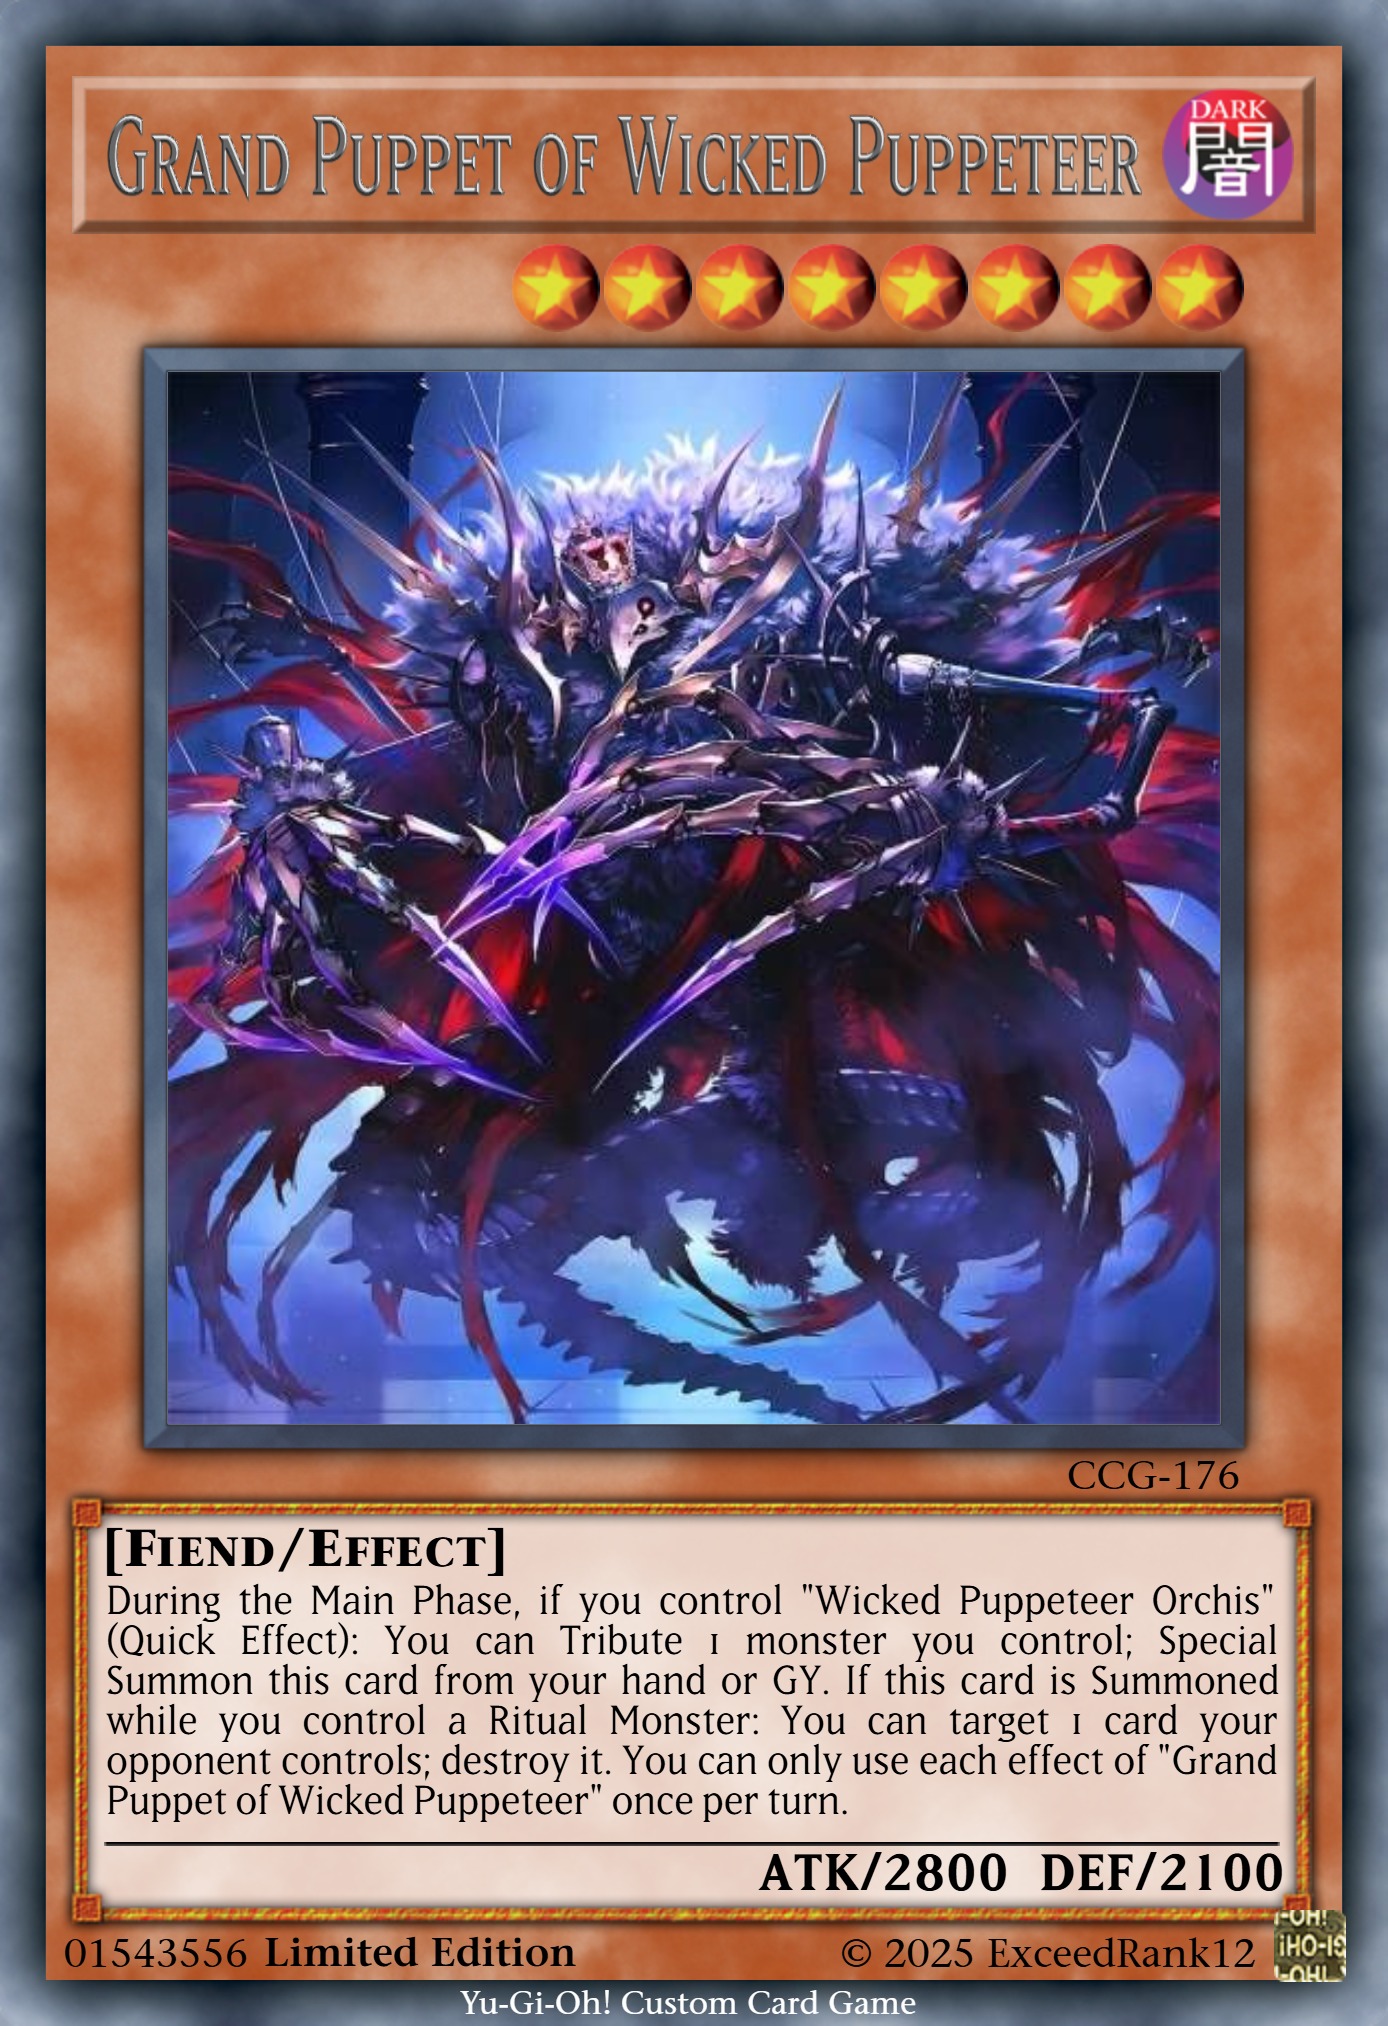 Grand Puppet of Wicked Puppeteer
DARK
闇
CCG-176
[Fiend/Effect]
During the Main Phase, if you control "Wicked Puppeteer Orchis"
(Quick Effect): You can Tribute 1 monster you control; Special
Summon this card from your hand or GY. If this card is Summoned
while you control a Ritual Monster: You can target 1 card your
opponent controls; destroy it. You can only use each effect of "Grand
Puppet of Wicked Puppeteer" once per turn.
ATK/2800 DEF/2100
01543556 Limited Edition
© 2025 ExceedRank12
Yu-Gi-Oh! Custom Card Game